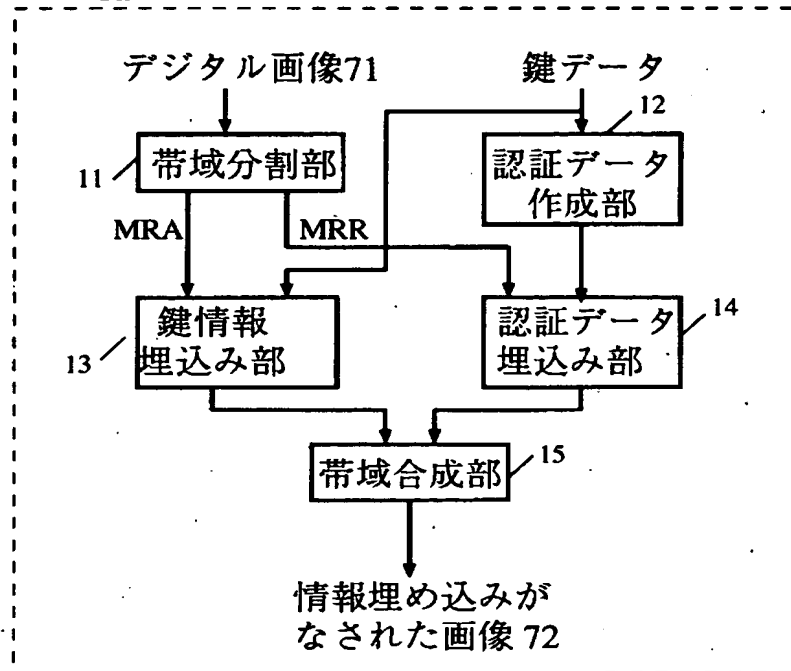 デジタル画像71
鍵データ
12
11
帯域分割部
認証データ
作成部
MRA
MRR
13
鍵情報
埋込み部
認証データ
埋込み部
14
帯域合成部
15
情報埋め込みが
なされた画像 72